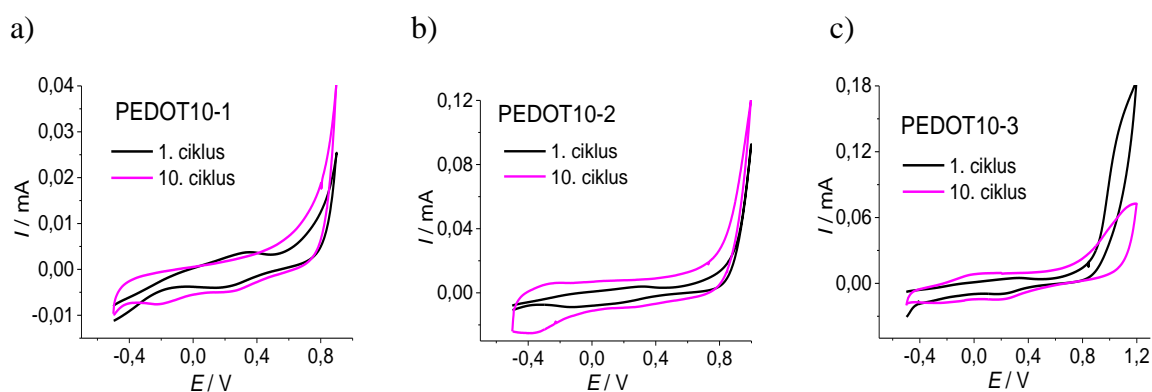 a)
0,04
0,03
0,02
0,01
0,00
-0,01
I / mA
PEDOT10-1
1. ciklus
10. ciklus
-0,4 0,0 0,4 0,8
E / V
b)
0,12
0,08
0,04
0,00
I / mA
PEDOT10-2
1. ciklus
10. ciklus
-0,4 0,0 0,4 0,8
E / V
c)
0,18
0,12
0,06
0,00
I / mA
PEDOT10-3
1. ciklus
10. ciklus
-0,4 0,0 0,4 0,8 1,2
E / V